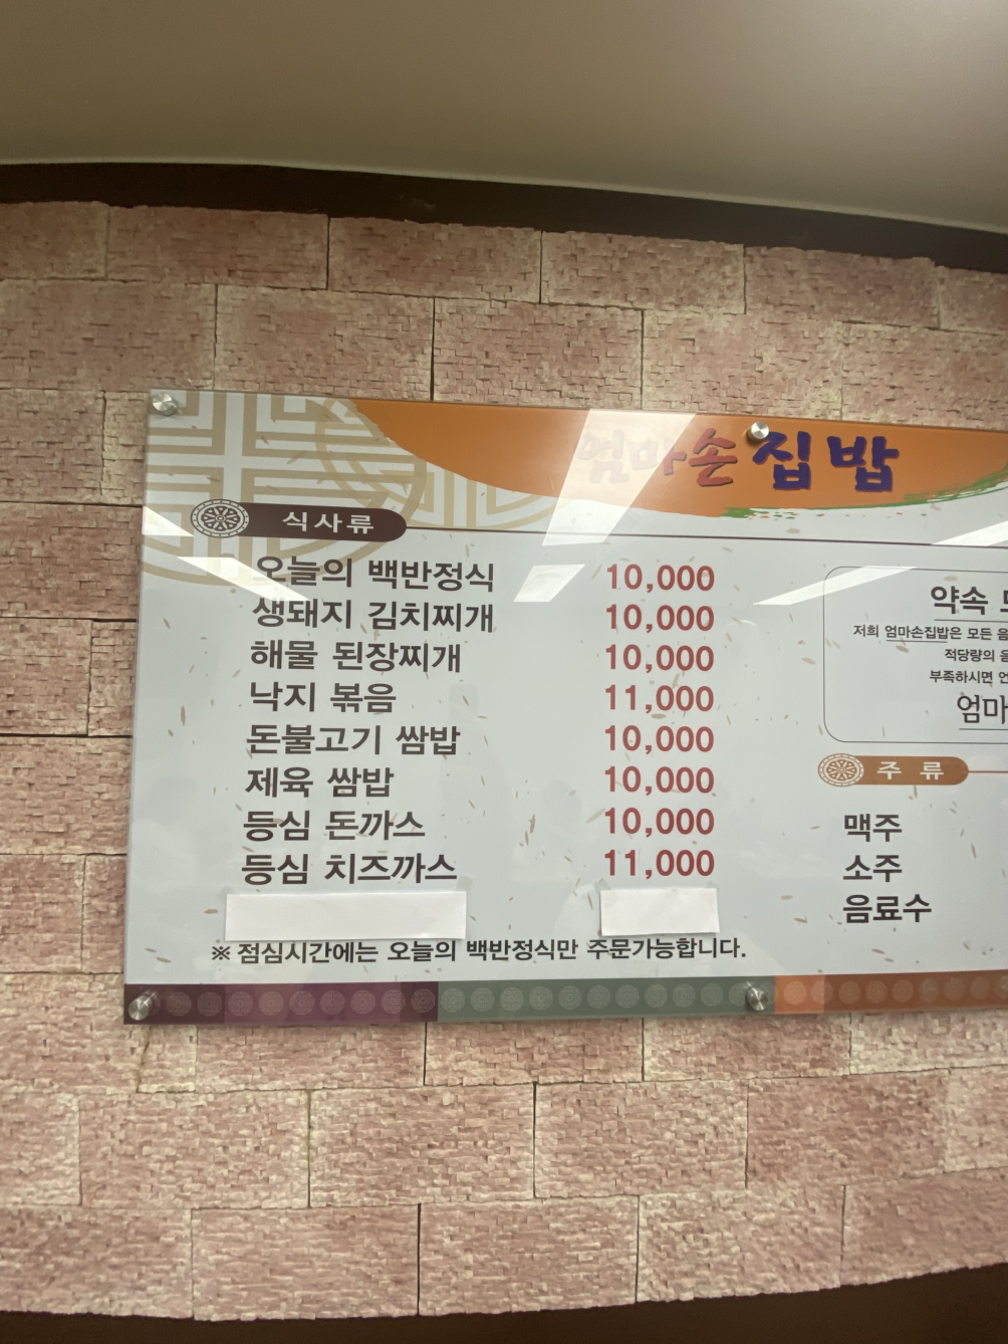 엄마손집밥
식사류
오늘의 백반정식 10,000
생돼지 김치찌개 10,000
해물 된장찌개 10,000
낙지 볶음 11,000
돈불고기 쌈밥 10,000
제육 쌈밥 10,000
등심 돈까스 10,000
등심 치즈까스 11,000
※ 점심시간에는 오늘의 백반정식만 주문가능합니다.
약속
저희 엄마손집밥은 모든
적당량의
부족하시면
엄마
주류
맥주
소주
음료수